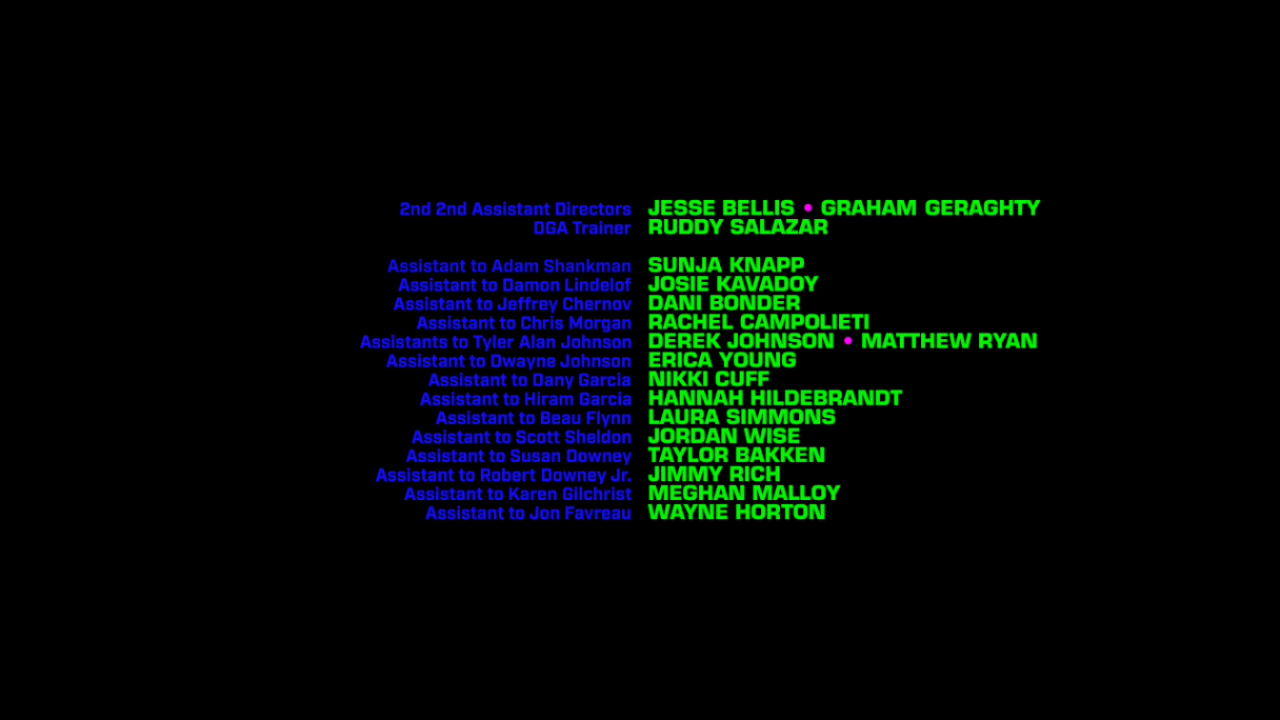 2nd 2nd Assistant Directors JESSE BELLIS • GRAHAM GERAGHTY
DGA Trainer RUDDY SALAZAR
Assistant to Adam Shankman SUNJA KNAPP
Assistant to Damon Lindelof JOSIE KAVADOY
Assistant to Jeffrey Chernov DANI BONDER
Assistant to Chris Morgan RACHEL CAMPOLIETI
Assistants to Tyler Alan Johnson DEREK JOHNSON • MATTHEW RYAN
Assistant to Dwayne Johnson ERICA YOUNG
Assistant to Dany Garcia NIKKI CUFF
Assistant to Hiram Garcia HANNAH HILDEBRANDT
Assistant to Beau Flynn LAURA SIMMONS
Assistant to Scott Sheldon JORDAN WISE
Assistant to Susan Downey TAYLOR BAKKEN
Assistant to Robert Downey Jr. JIMMY RICH
Assistant to Karen Gilchrist MEGHAN MALLOY
Assistant to Jon Favreau WAYNE HORTON